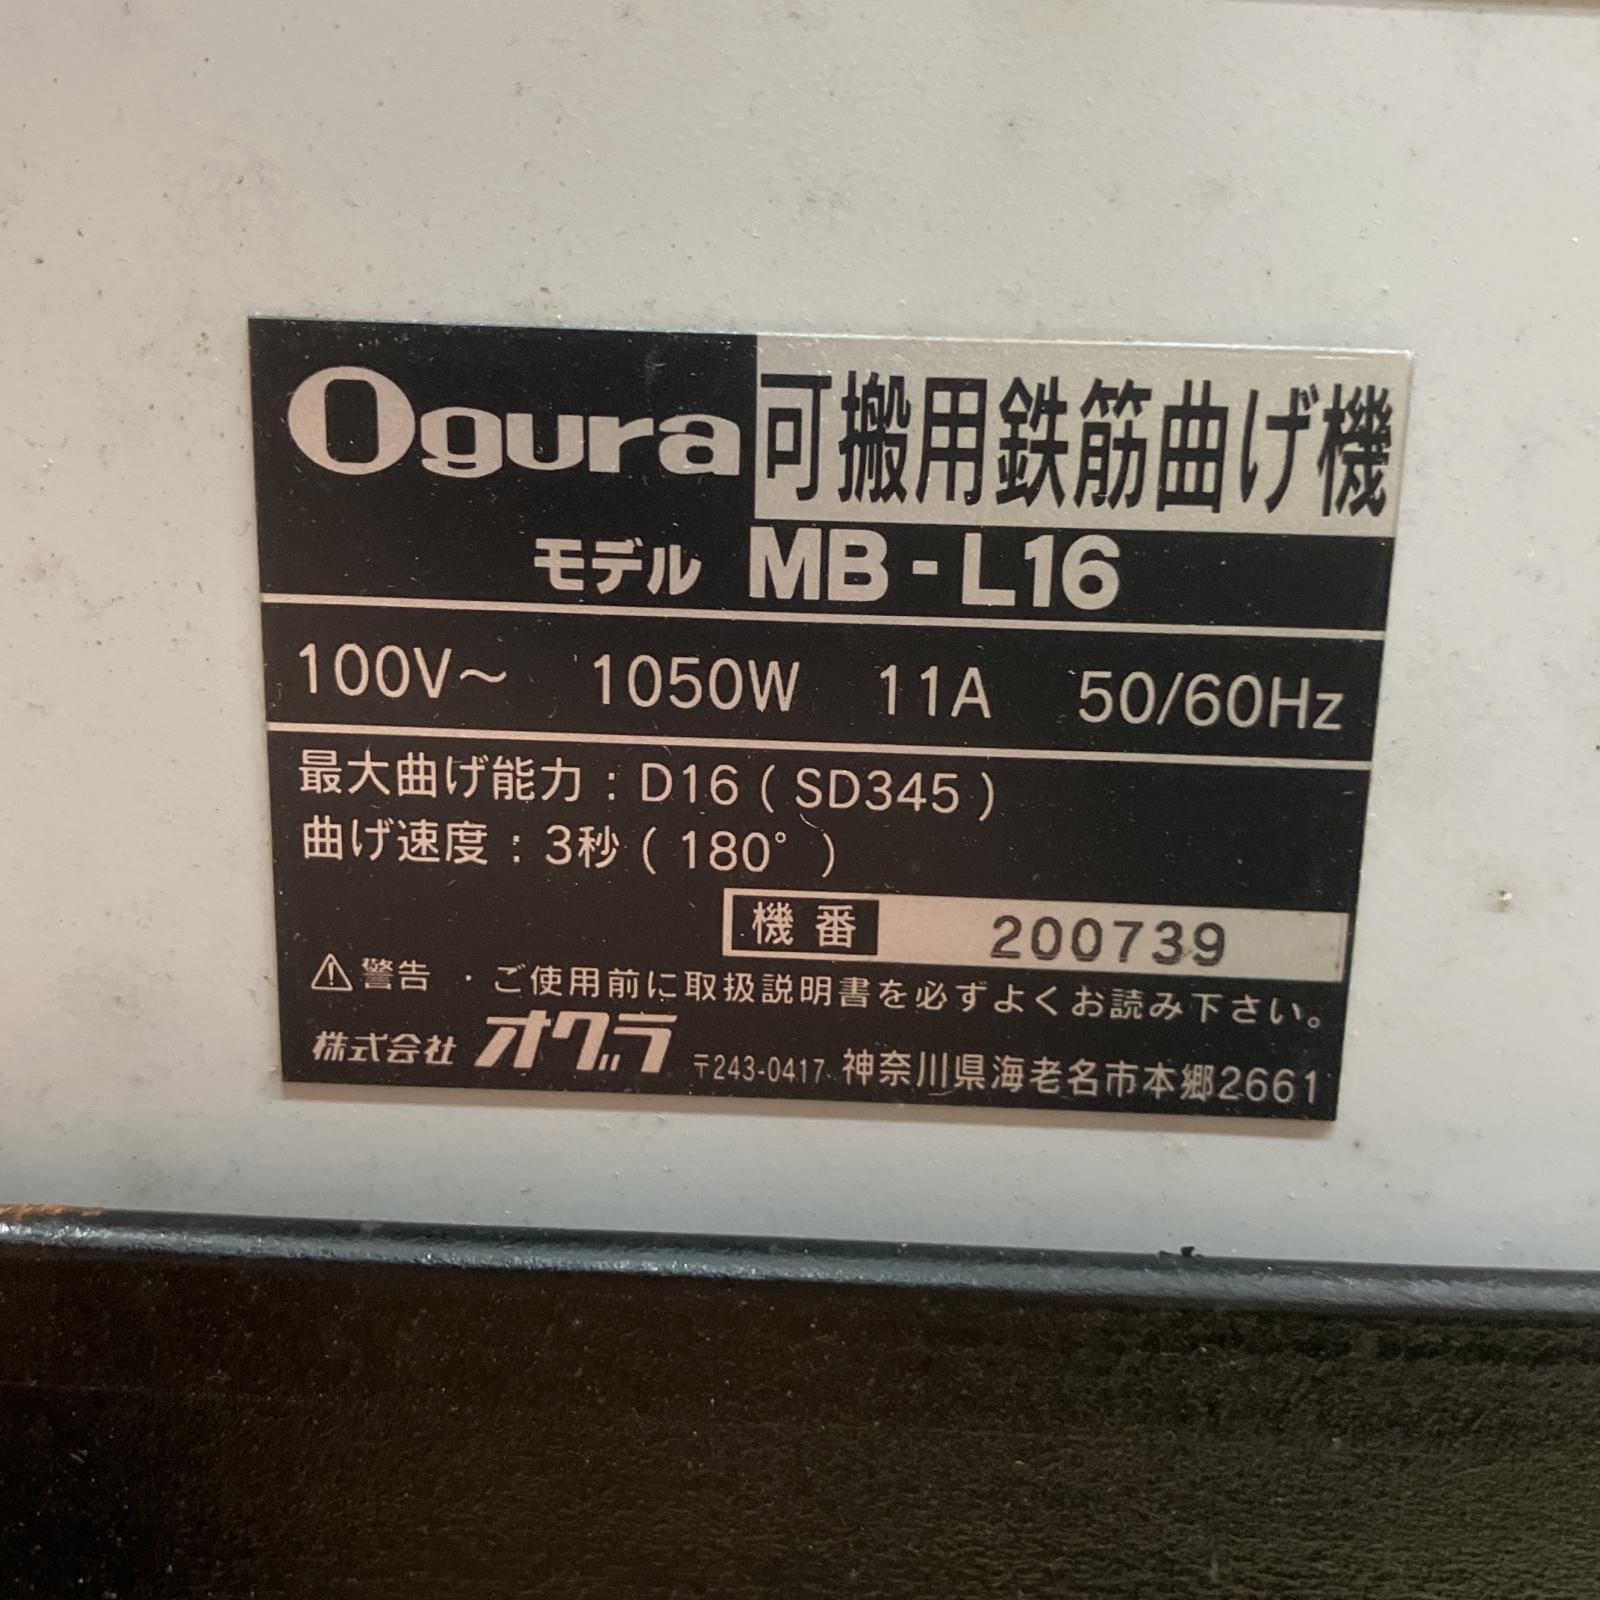 Ogura 可搬用鉄筋曲げ機
モデル MB-L16
100V～ 1050W 11A 50/60Hz
最大曲げ能力：D16（SD345）
曲げ速度：3秒（180°）
機番 200739
⚠警告・ご使用前に取扱説明書を必ずよくお読み下さい。
株式会社 オグラ 〒243-0417 神奈川県海老名市本郷2661